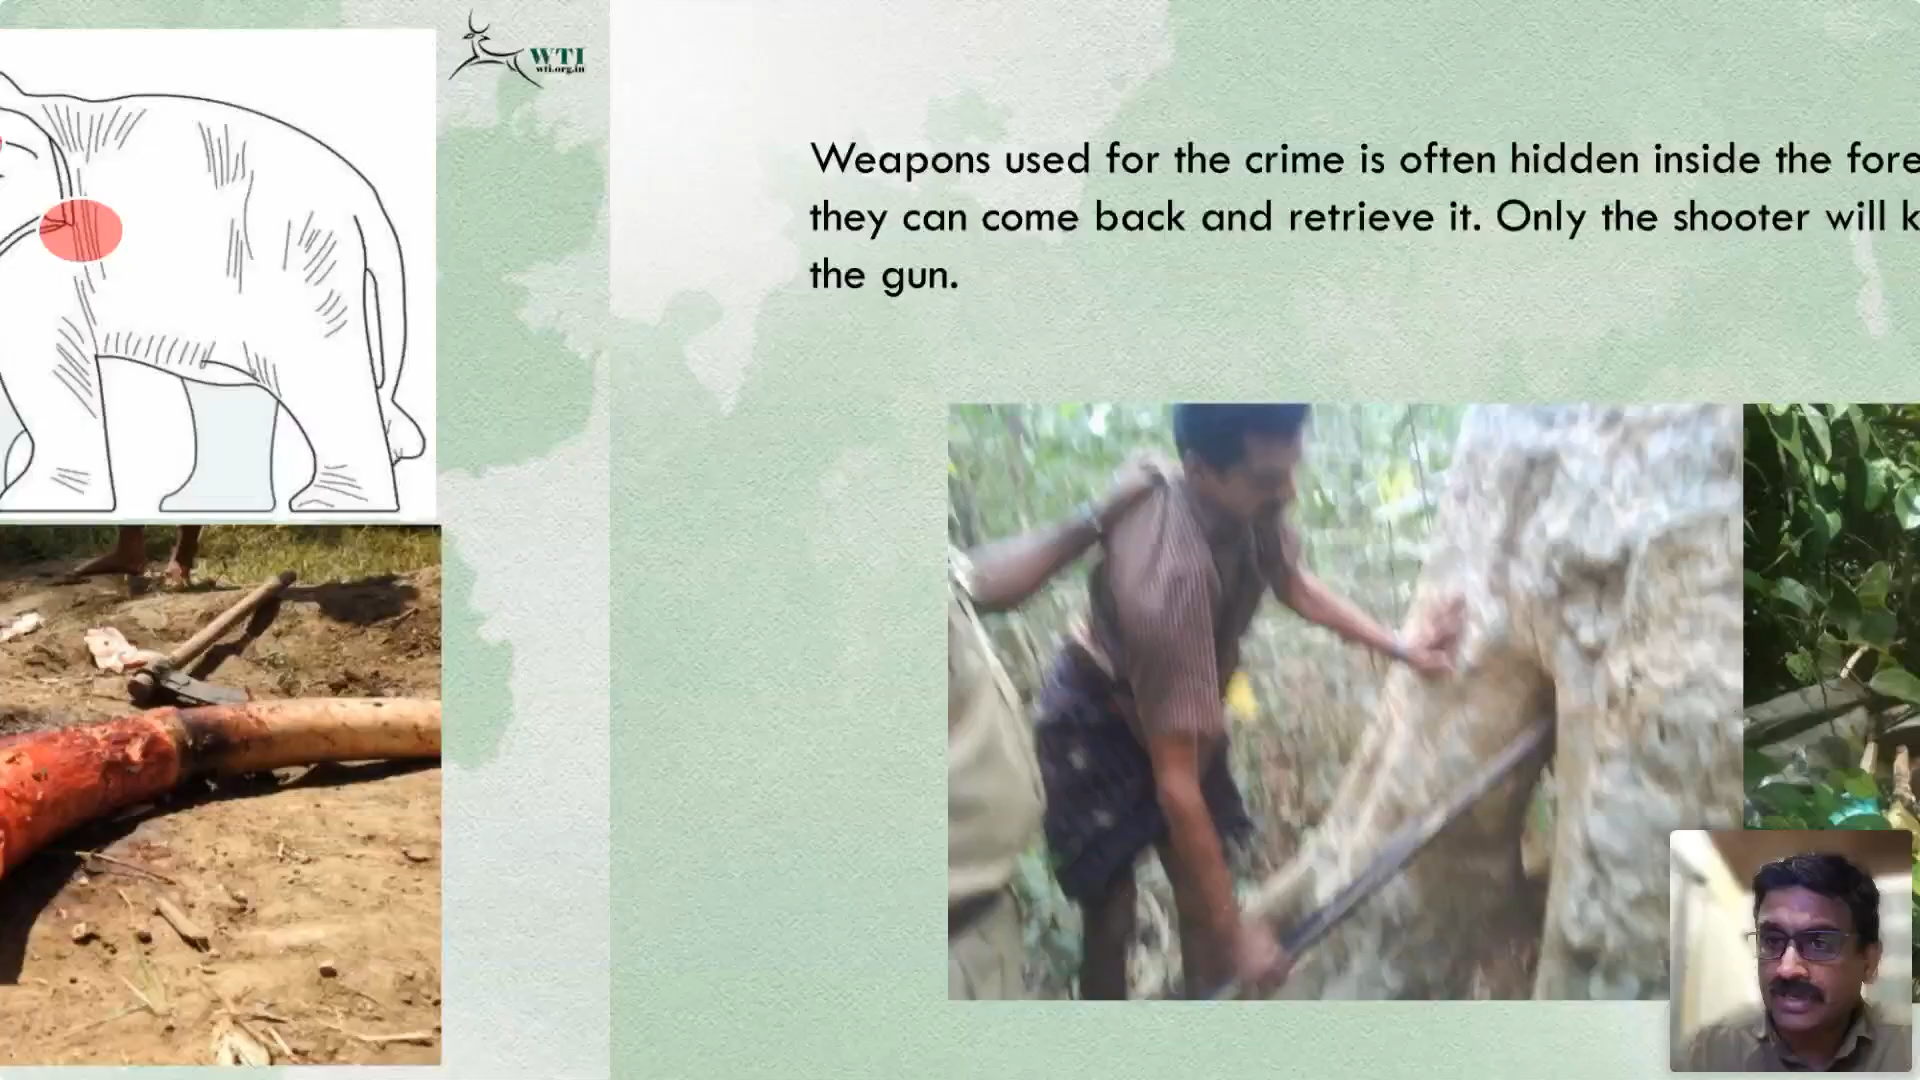 WTI
wti.org.in
Weapons used for the crime is often hidden inside the
they can come back and retrieve it. Only the shooter will
the gun.